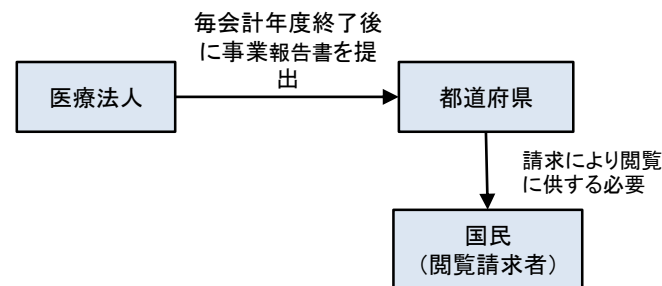 毎会計年度終了後
に事業報告書を提
出
医療法人
都道府県
請求により閲覧
に供する必要
国民
（閲覧請求者）